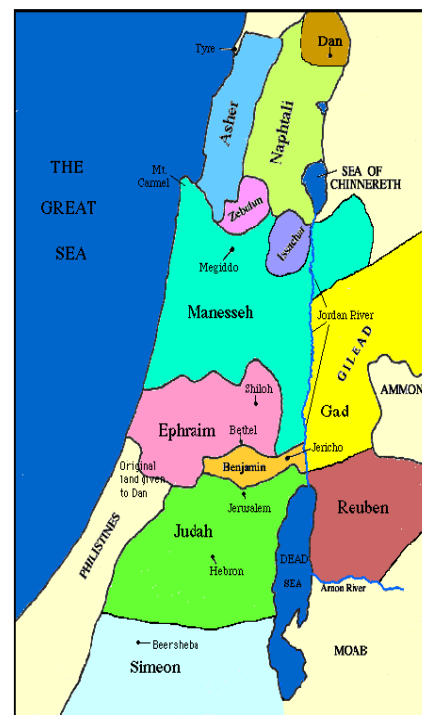 Dan
Tyre
Asher
Naphtali
THE
GREAT
SEA
Mt.
Carmel
SEA OF
CHINNERETH
Zebulun
Issachar
Megiddo
Manesseh
Jordan River
GILEAD
Shiloh
AMMON
Gad
Ephraim
Bethel
Jericho
Benjamin
Original
land given
to Dan
Jerusalem
Reuben
Judah
PHILISTINES
Hebron
DEAD
SEA
Arnon River
Beersheba
MOAB
Simeon